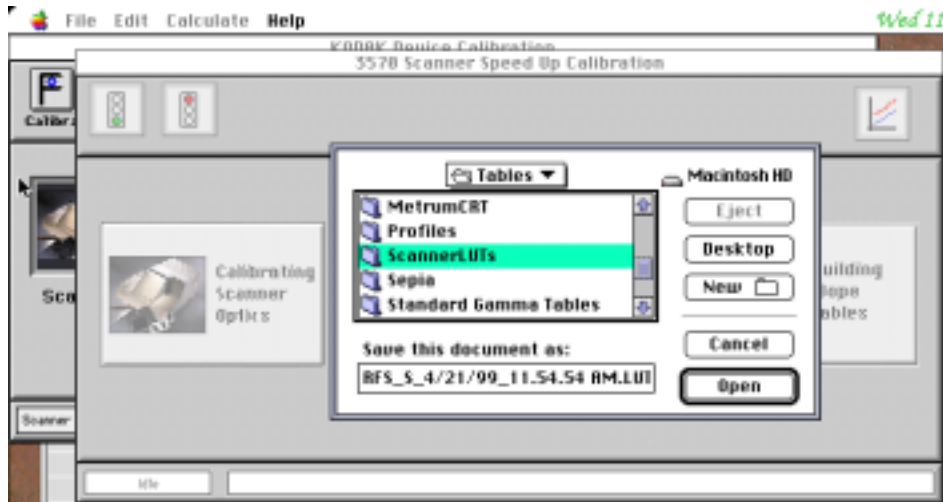 File Edit Calculate Help
Wed 11
KODAK Device Calibration
3570 Scanner Speed Up Calibration
Calibra
Tables
Macintosh HD
MetrumCRT
Profiles
ScannerLUTs
Sepia
Standard Gamma Tables
Eject
Desktop
New
Calibrating
Scanner
Optics
uilding
lope
ables
Sca
Save this document as:
RFS_S_4/21/99_11.54.54 AM.LUT
Cancel
Open
Scanner
Idle